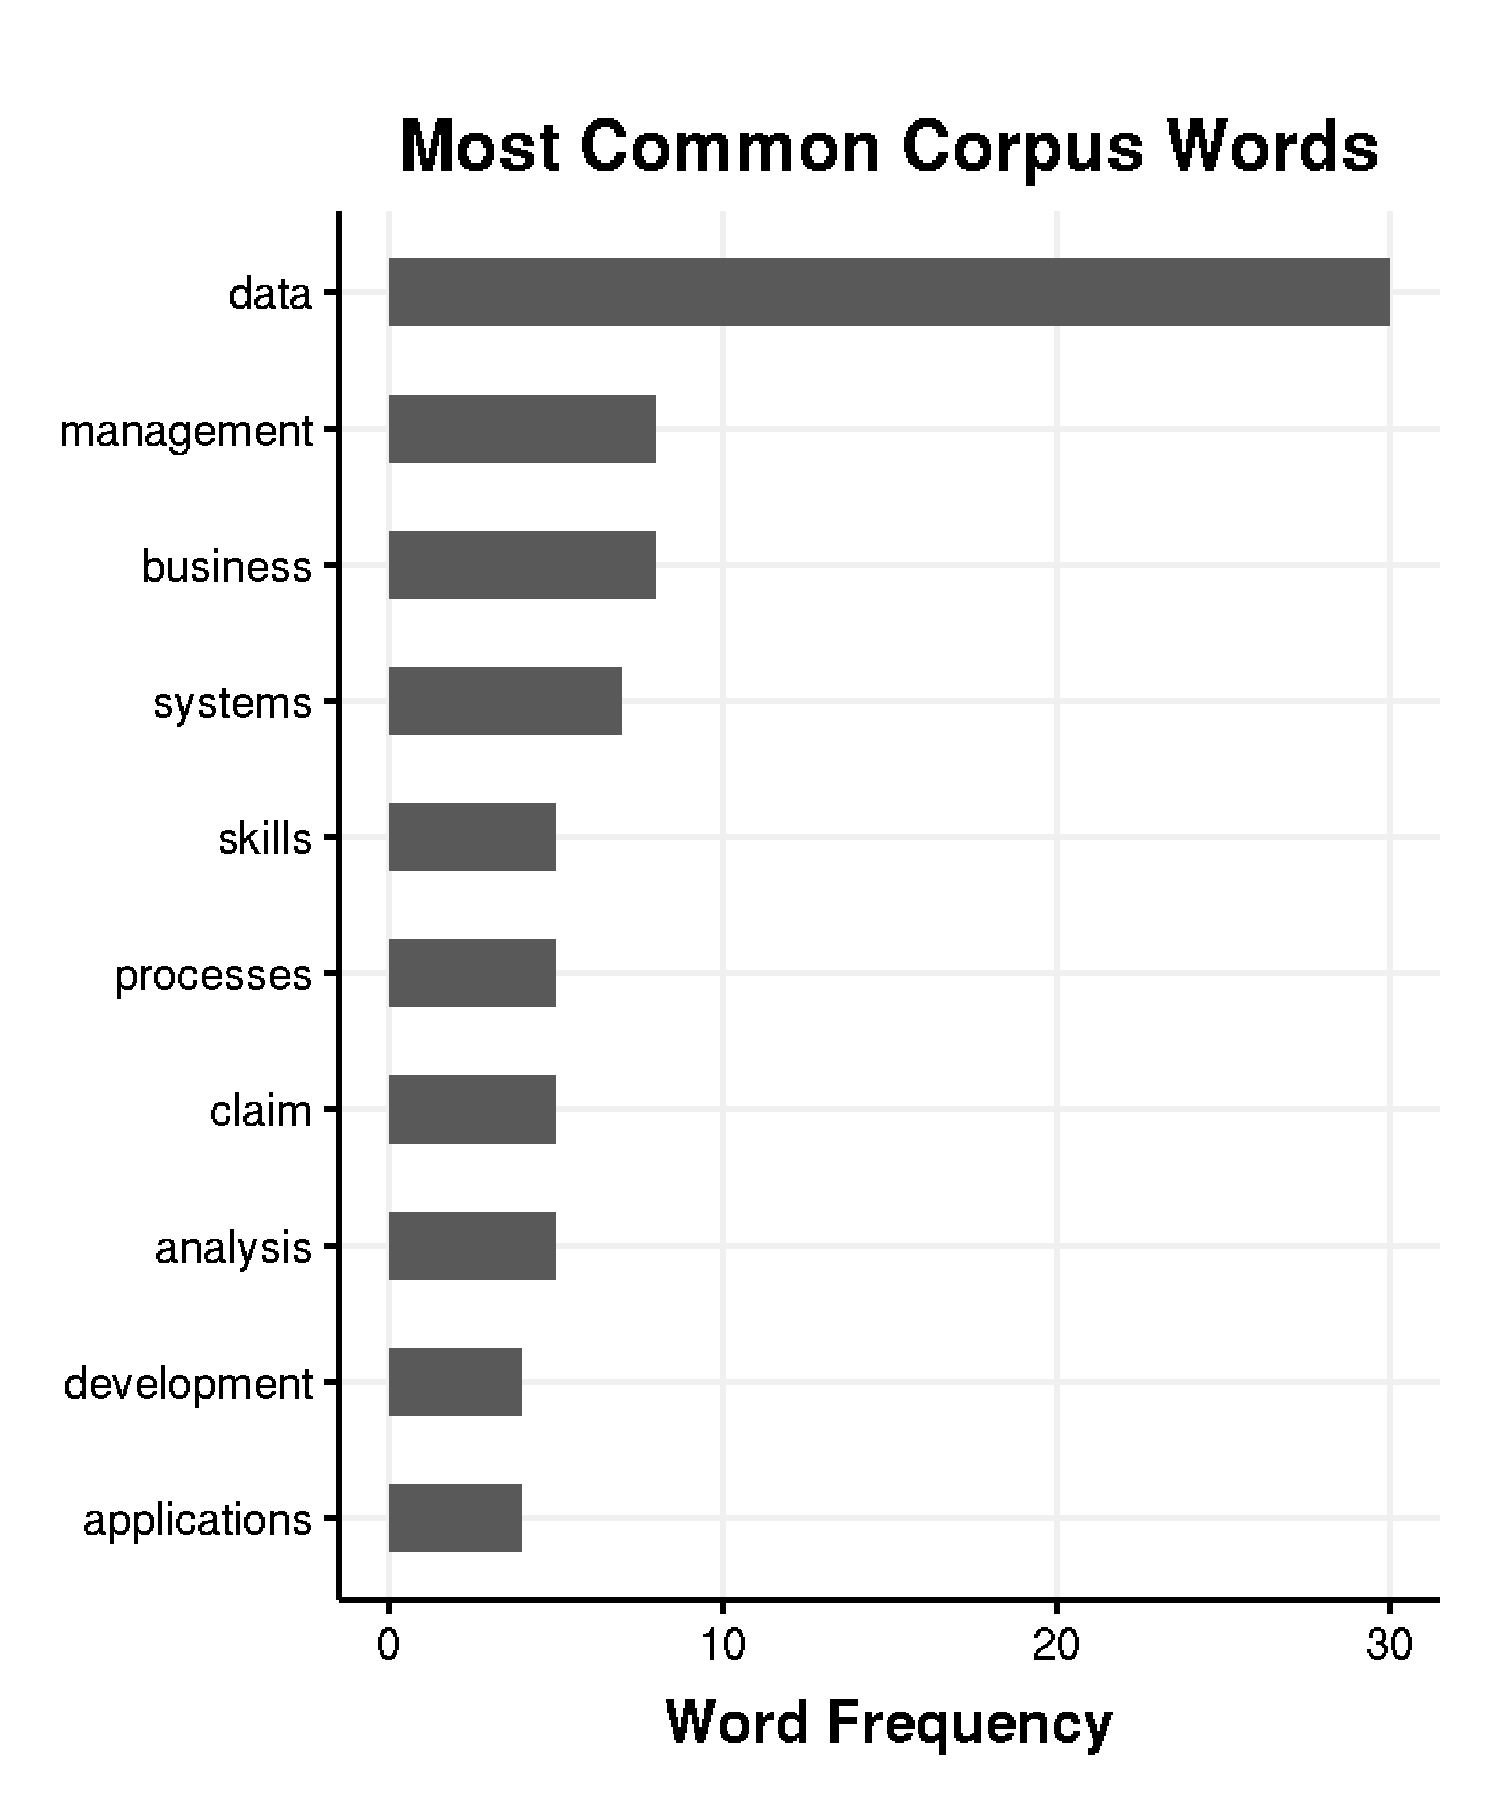 Most Common Corpus Words
data
management
business
systems
skills
processes
claim
analysis
development
applications
0 10 20 30
Word Frequency